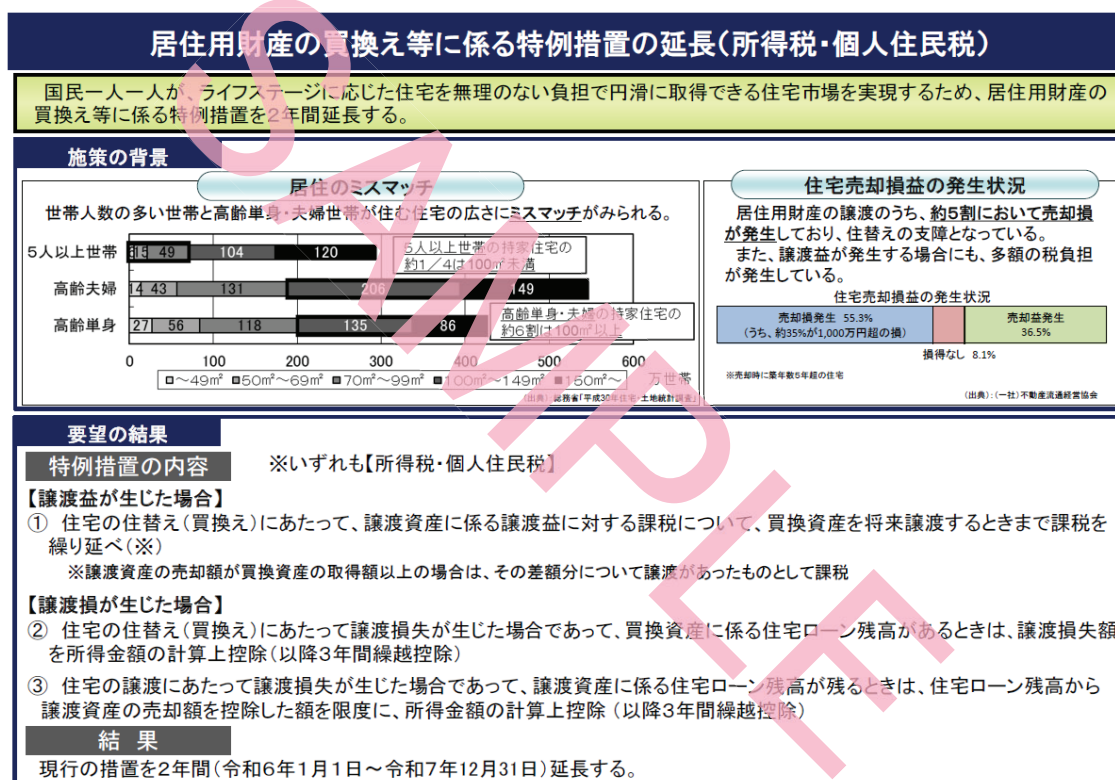 居住用財産の買換え等に係る特例措置の延長(所得税・個人住民税)
国民一人一人が、ライフステージに応じた住宅を無理のない負担で円滑に取得できる住宅市場を実現するため、居住用財産の
買換え等に係る特例措置を2年間延長する。
施策の背景
居住のミスマッチ
世帯人数の多い世帯と高齢単身・夫婦世帯が住む住宅の広さにミスマッチがみられる。
5人以上世帯 6 15 49 104 120
5人以上世帯の持家住宅の
約1/4は100㎡未満
高齢夫婦 14 43 131 206 149
高齢単身 27 56 118 135 86
高齢単身・夫婦の持家住宅の
約6割は100㎡以上
0 100 200 300 400 500 600
□~49㎡ ■50㎡~69㎡ ■70㎡~99㎡ ■100㎡~149㎡ ■150㎡~ 万世帯
(出典):総務省「平成30年住宅・土地統計調査」
住宅売却損益の発生状況
居住用財産の譲渡のうち、約5割において売却損
が発生しており、住替えの支障となっている。
また、譲渡益が発生する場合にも、多額の税負担
が発生している。
住宅売却損益の発生状況
売却損発生 55.3%
(うち、約35%が1,000万円超の損)
売却益発生
36.5%
損得なし 8.1%
※売却時に築年数5年超の住宅
(出典):(一社)不動産流通経営協会
要望の結果
特例措置の内容 ※いずれも【所得税・個人住民税】
【譲渡益が生じた場合】
① 住宅の住替え(買換え)にあたって、譲渡資産に係る譲渡益に対する課税について、買換資産を将来譲渡するときまで課税を
繰り延べ(※)
※譲渡資産の売却額が買換資産の取得額以上の場合は、その差額分について譲渡があったものとして課税
【譲渡損が生じた場合】
② 住宅の住替え(買換え)にあたって譲渡損失が生じた場合であって、買換資産に係る住宅ローン残高があるときは、譲渡損失額
を所得金額の計算上控除(以降3年間繰越控除)
③ 住宅の譲渡にあたって譲渡損失が生じた場合であって、譲渡資産に係る住宅ローン残高が残るときは、住宅ローン残高から
譲渡資産の売却額を控除した額を限度に、所得金額の計算上控除 (以降3年間繰越控除)
結 果
現行の措置を2年間(令和6年1月1日~令和7年12月31日)延長する。
SAMPLE